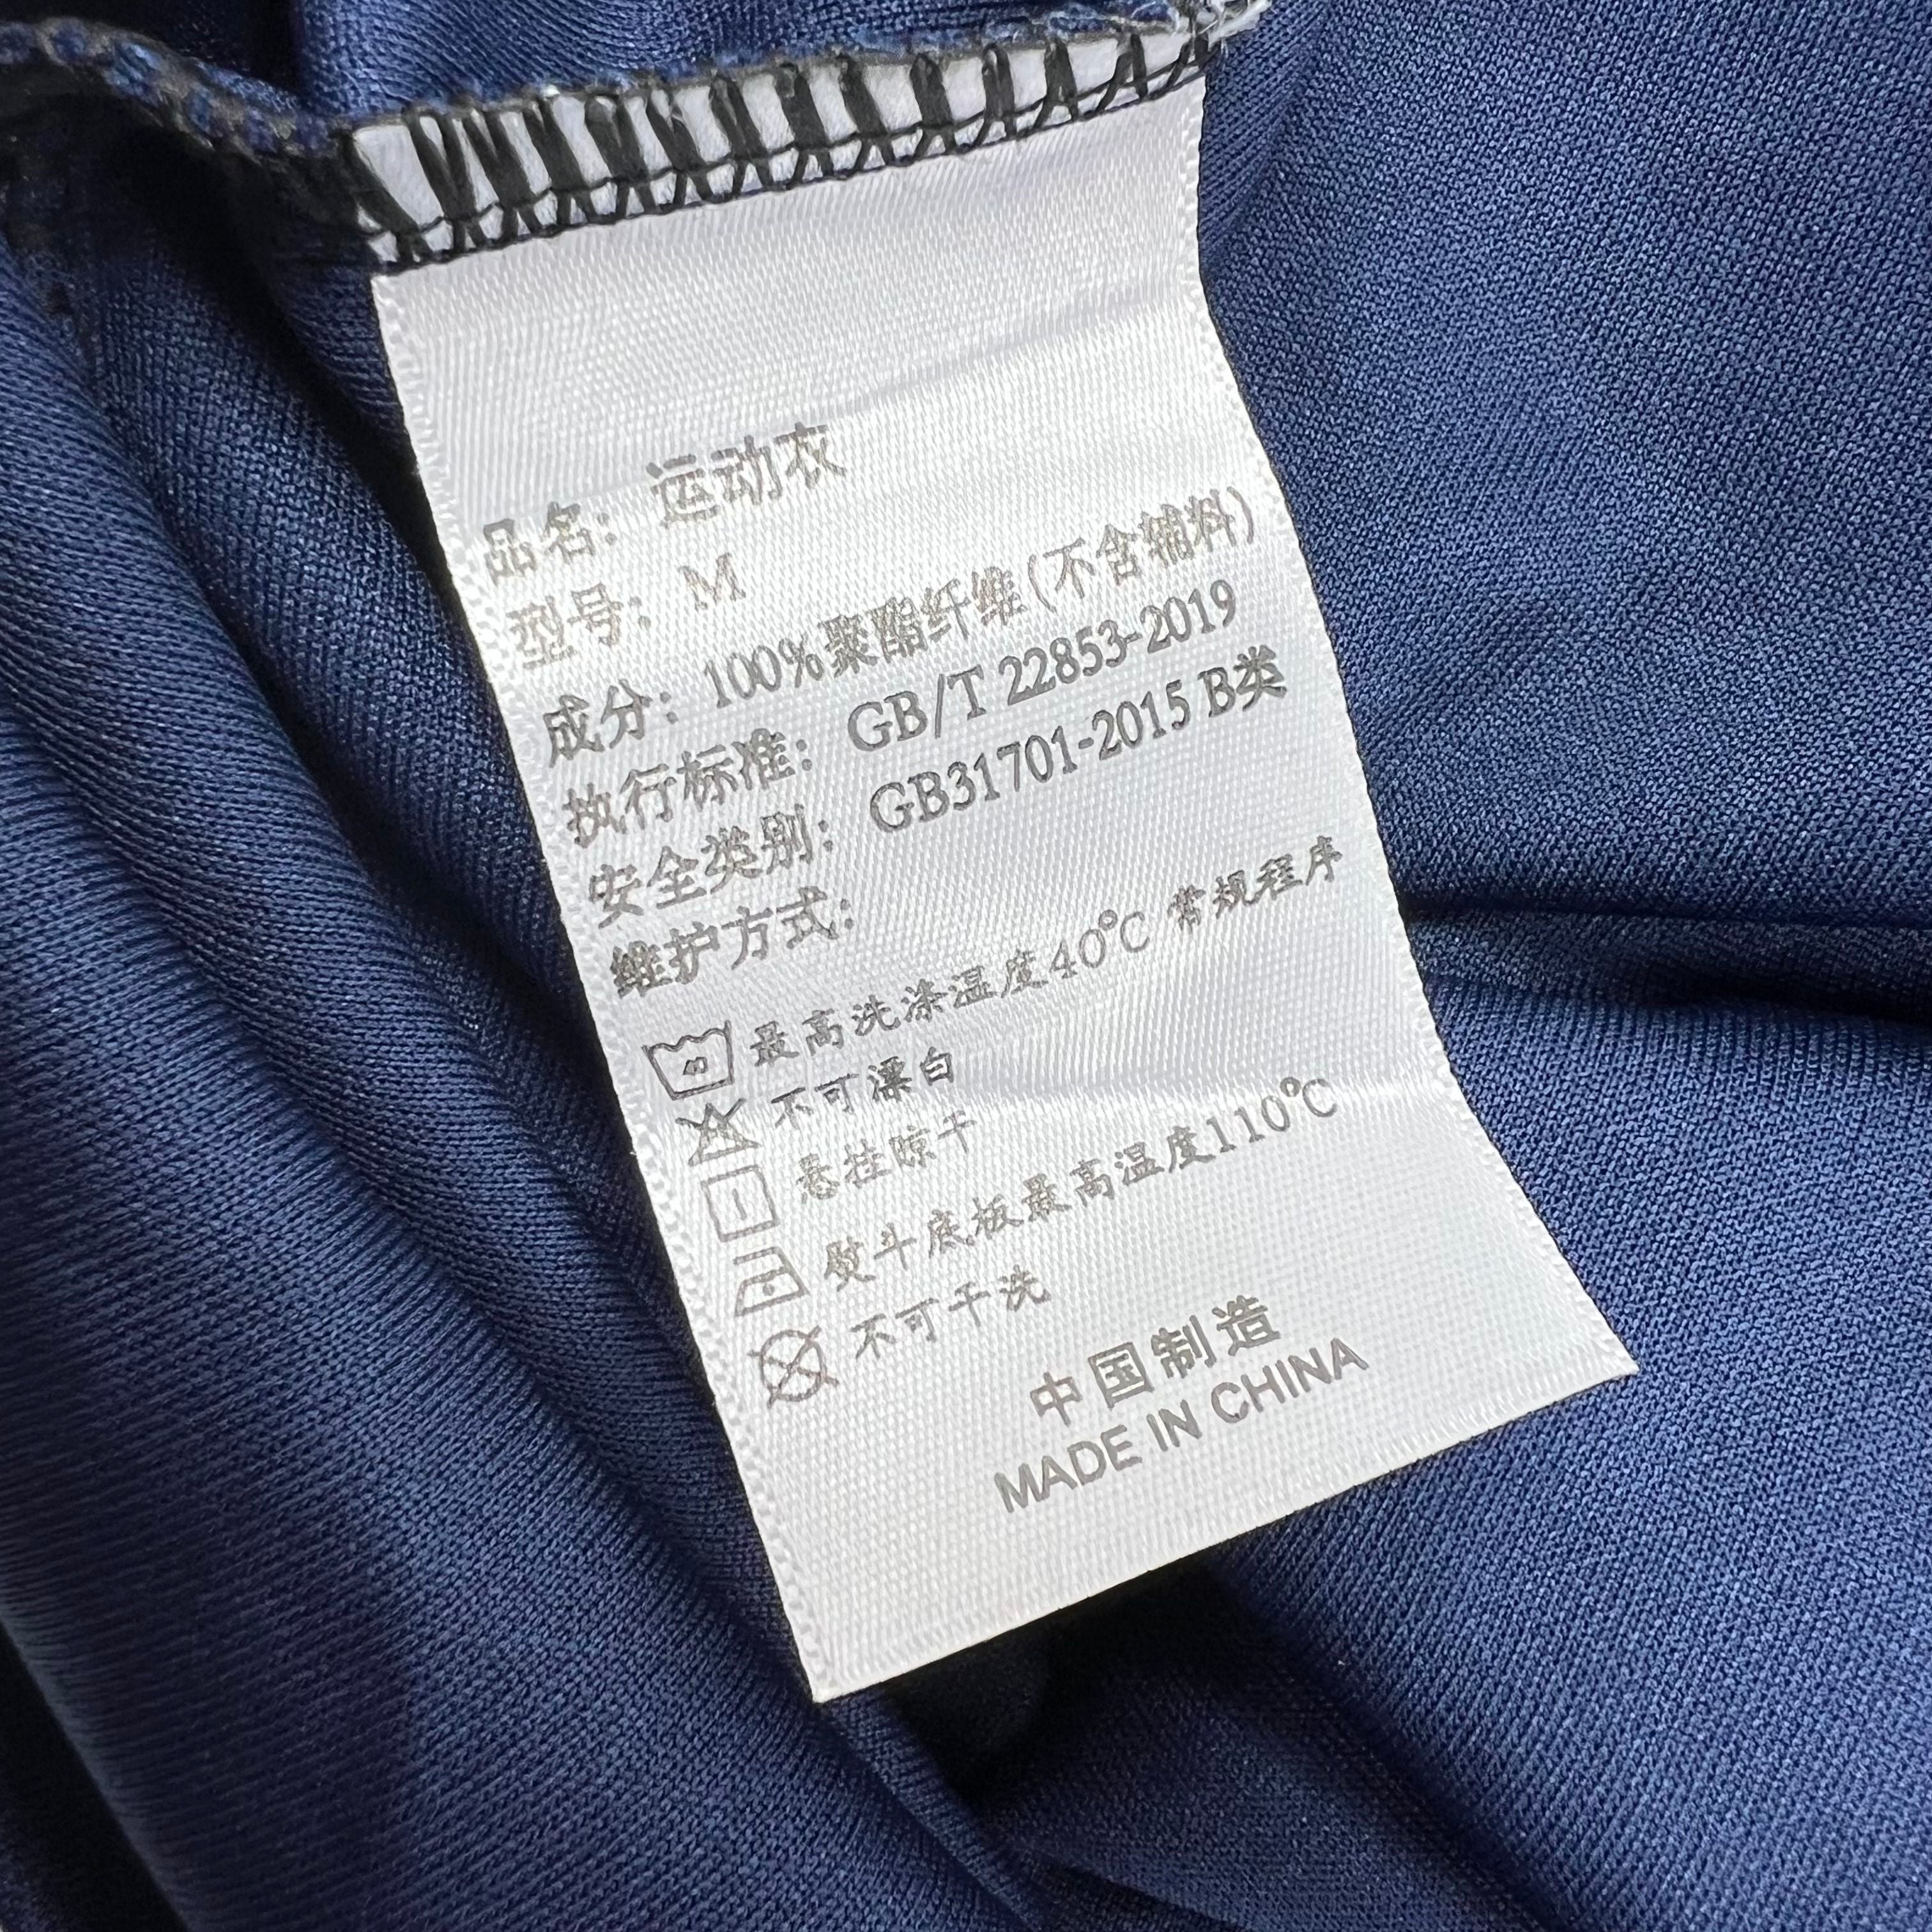 品名： 运动衣
型号： M
成分： 100%聚酯纤维(不含辅料)
执行标准： GB/T 22853-2019
安全类别： GB31701-2015 B类
维护方式：
最高洗涤温度40℃ 常规程序
不可漂白
悬挂晾干
熨斗底板最高温度110℃
不可干洗
中国制造
MADE IN CHINA